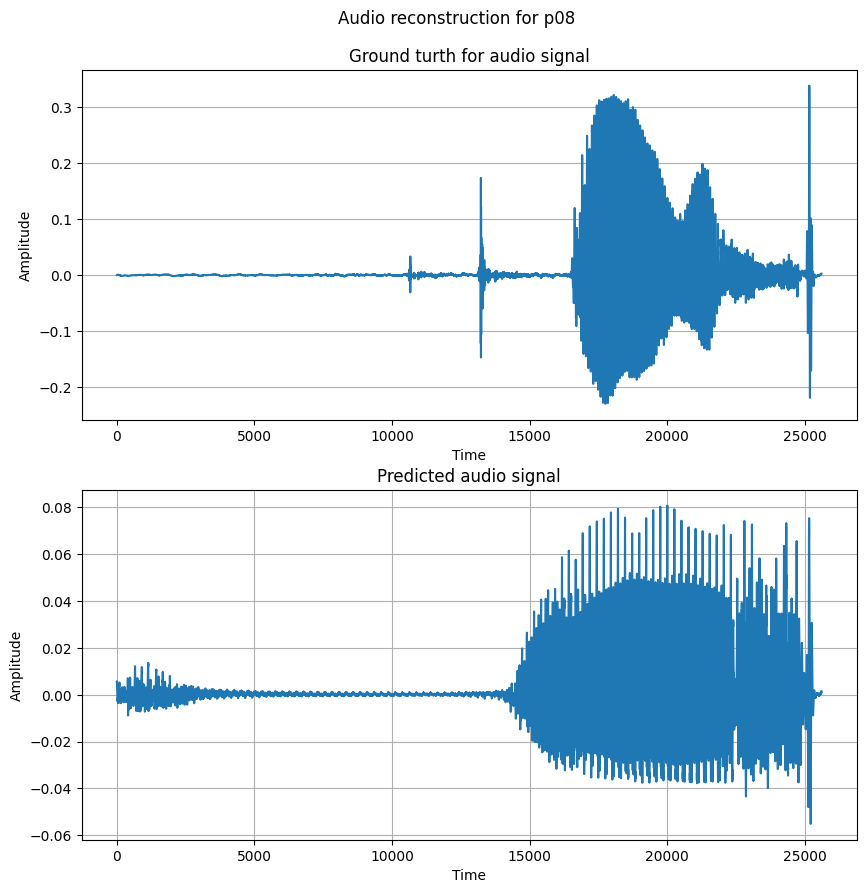 Audio reconstruction for p08
Ground turth for audio signal
0.3
0.2
0.1
0.0
−0.1
−0.2
Amplitude
0 5000 10000 15000 20000 25000
Time
Predicted audio signal
0.08
0.06
0.04
0.02
0.00
−0.02
−0.04
−0.06
Amplitude
0 5000 10000 15000 20000 25000
Time